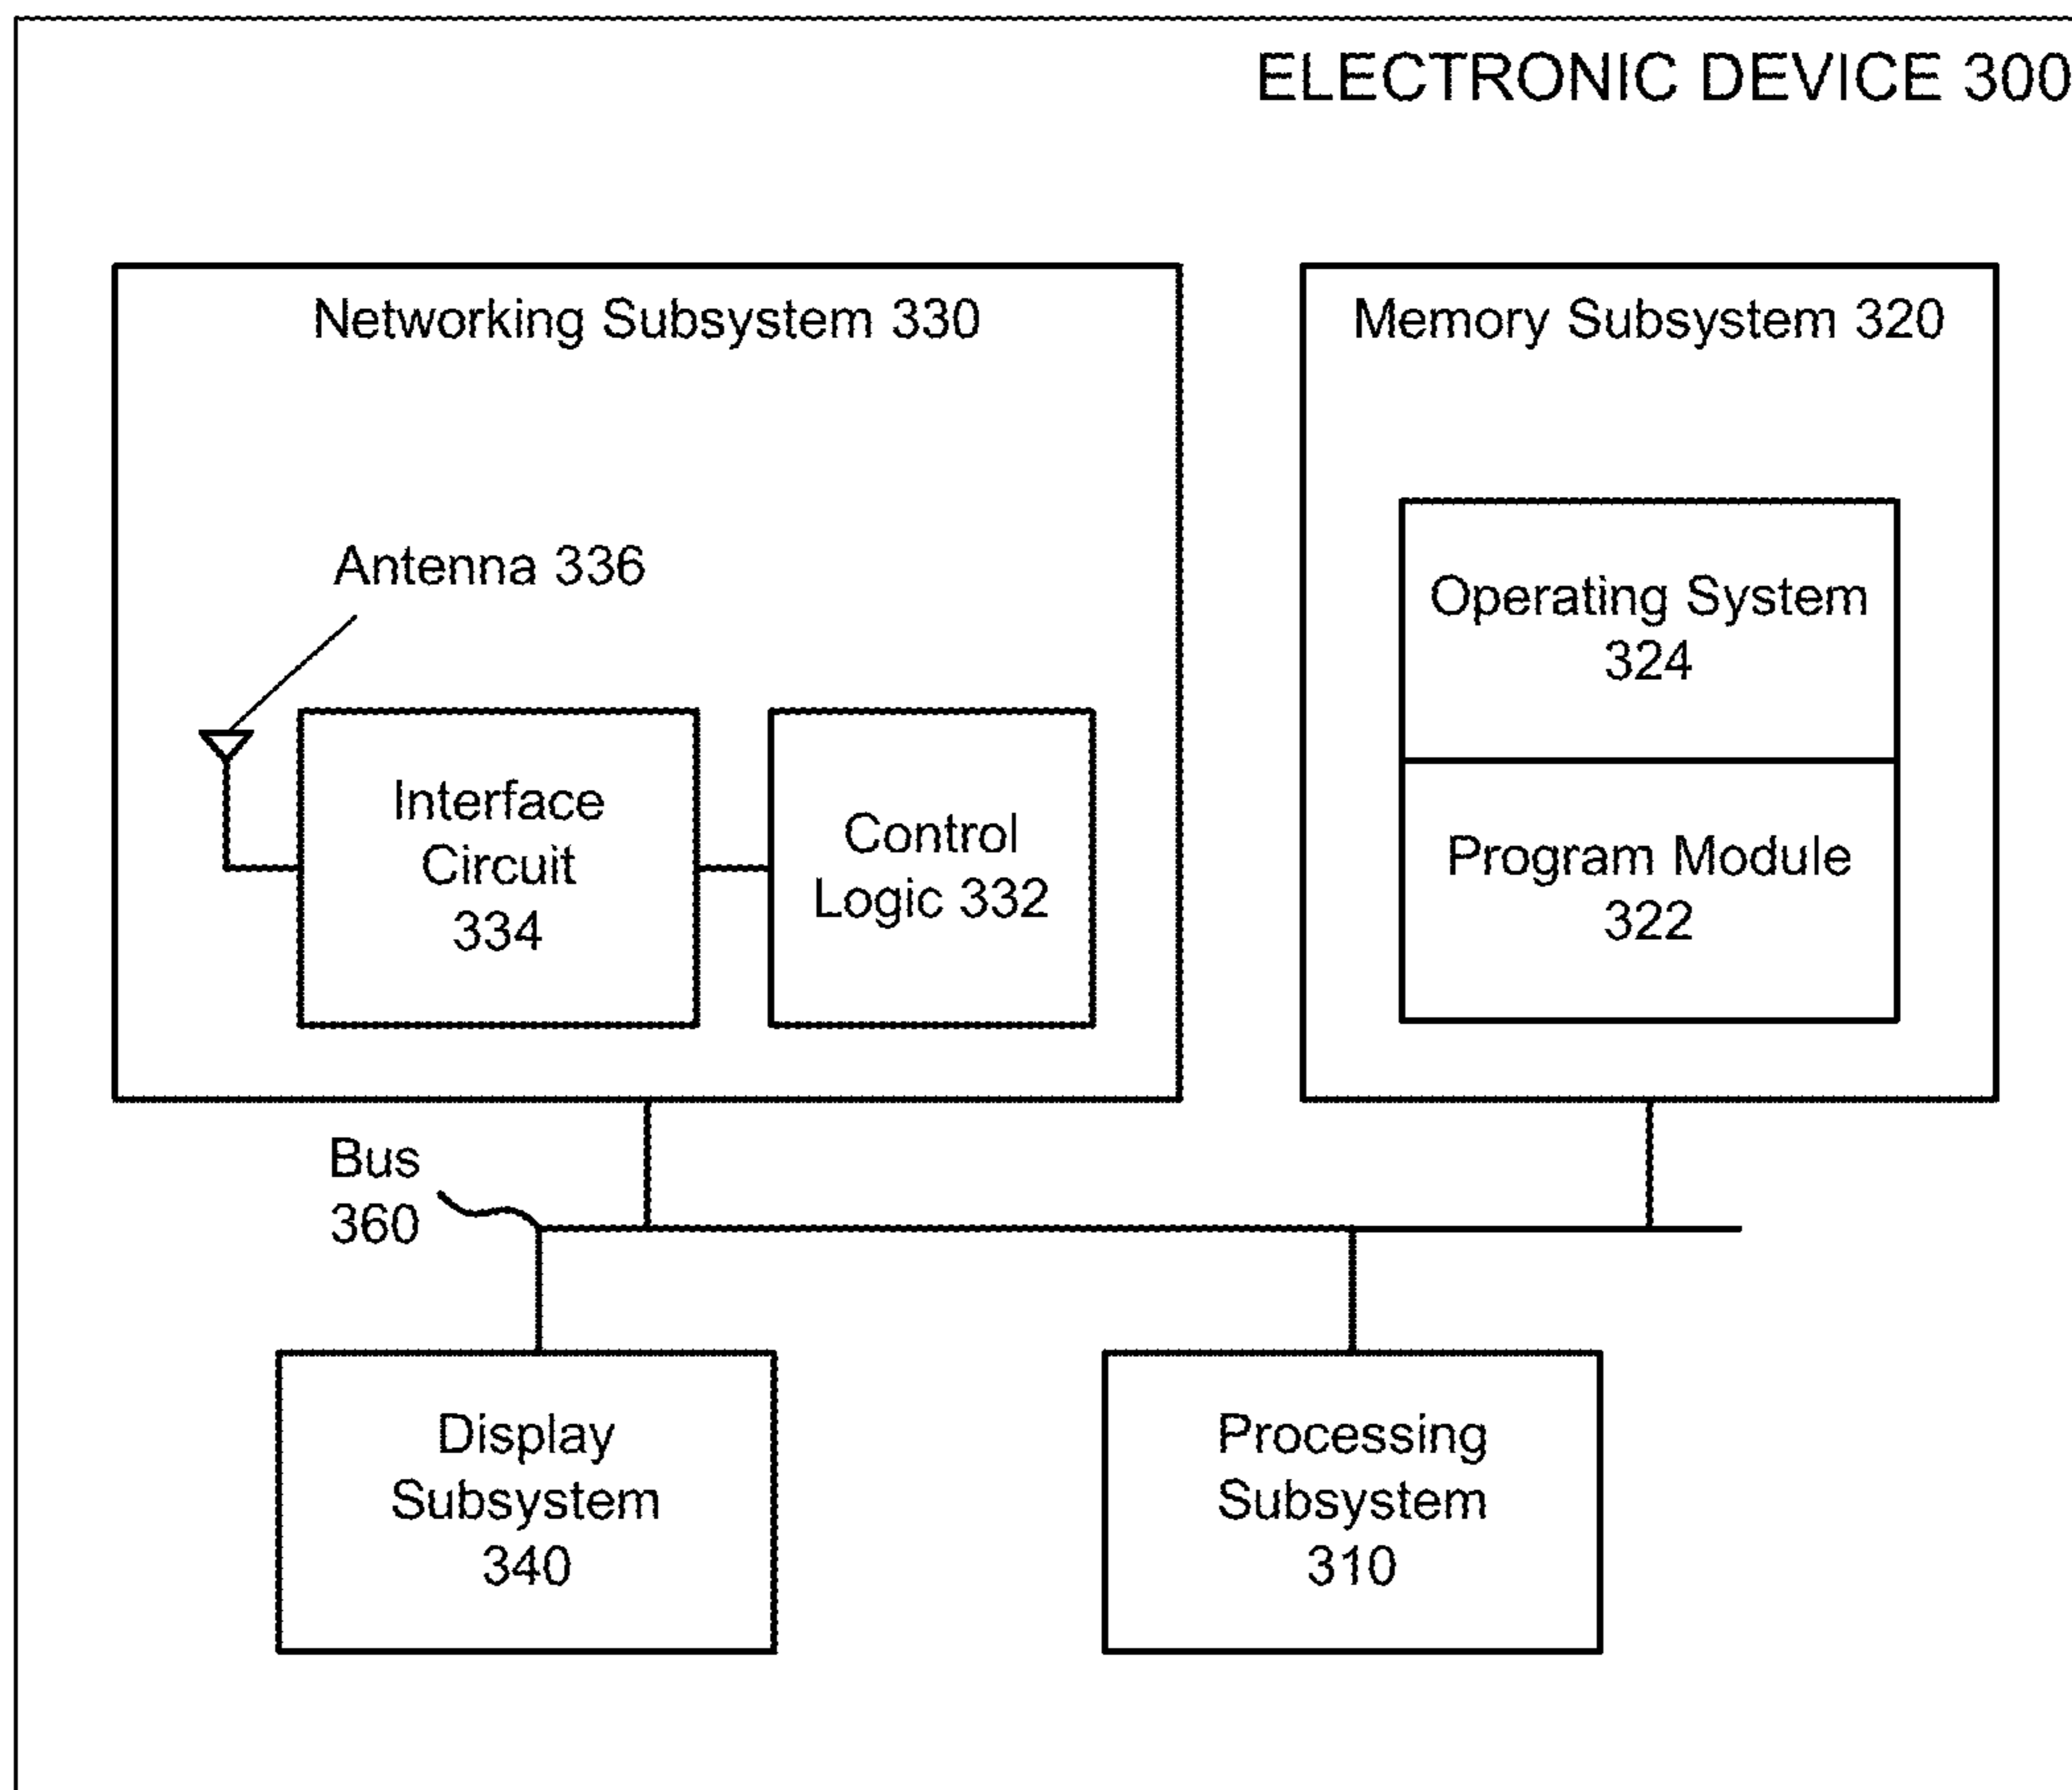 ELECTRONIC DEVICE 300
Networking Subsystem 330
Memory Subsystem 320
Antenna 336
Operating System
324
Interface
Circuit
334
Control
Logic 332
Program Module
322
Bus
360
Display
Subsystem
340
Processing
Subsystem
310